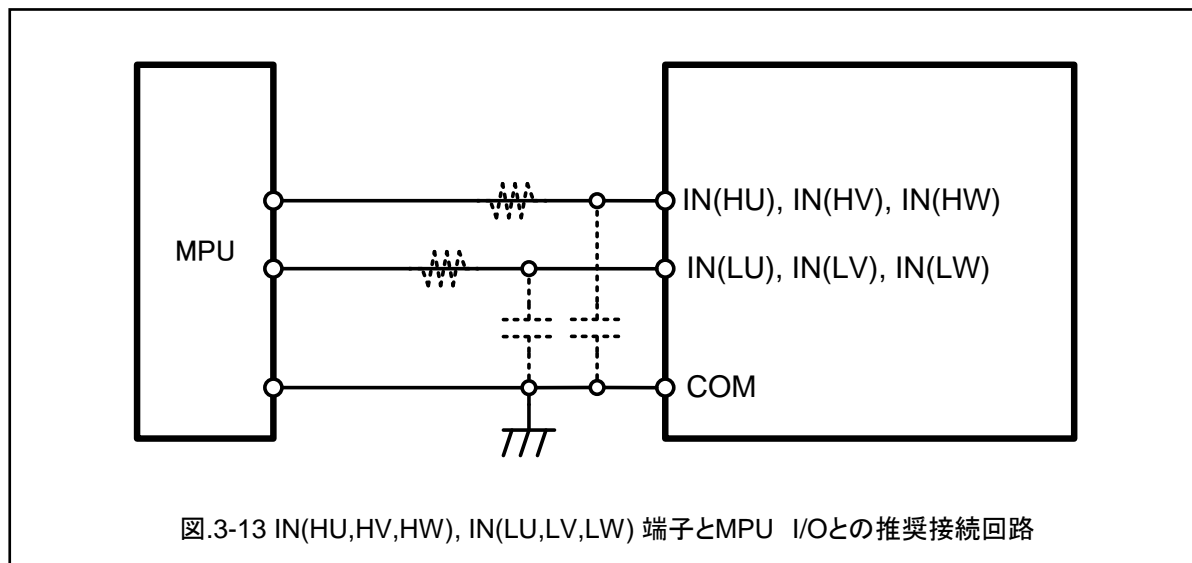 IN(HU), IN(HV), IN(HW)
MPU
IN(LU), IN(LV), IN(LW)
COM
図.3-13 IN(HU,HV,HW), IN(LU,LV,LW) 端子とMPU I/Oとの推奨接続回路